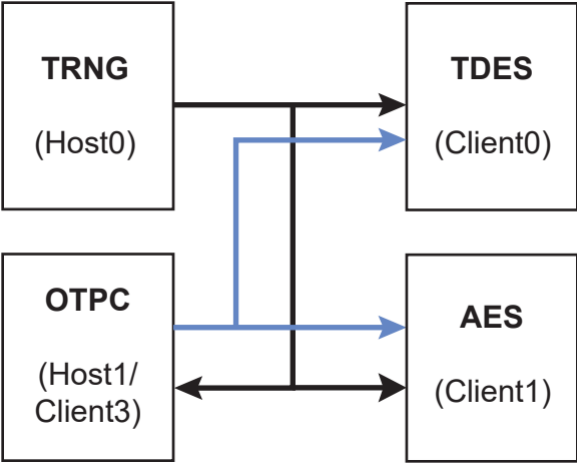 TRNG
(Host0)
TDES
(Client0)
OTPC
(Host1/
Client3)
AES
(Client1)